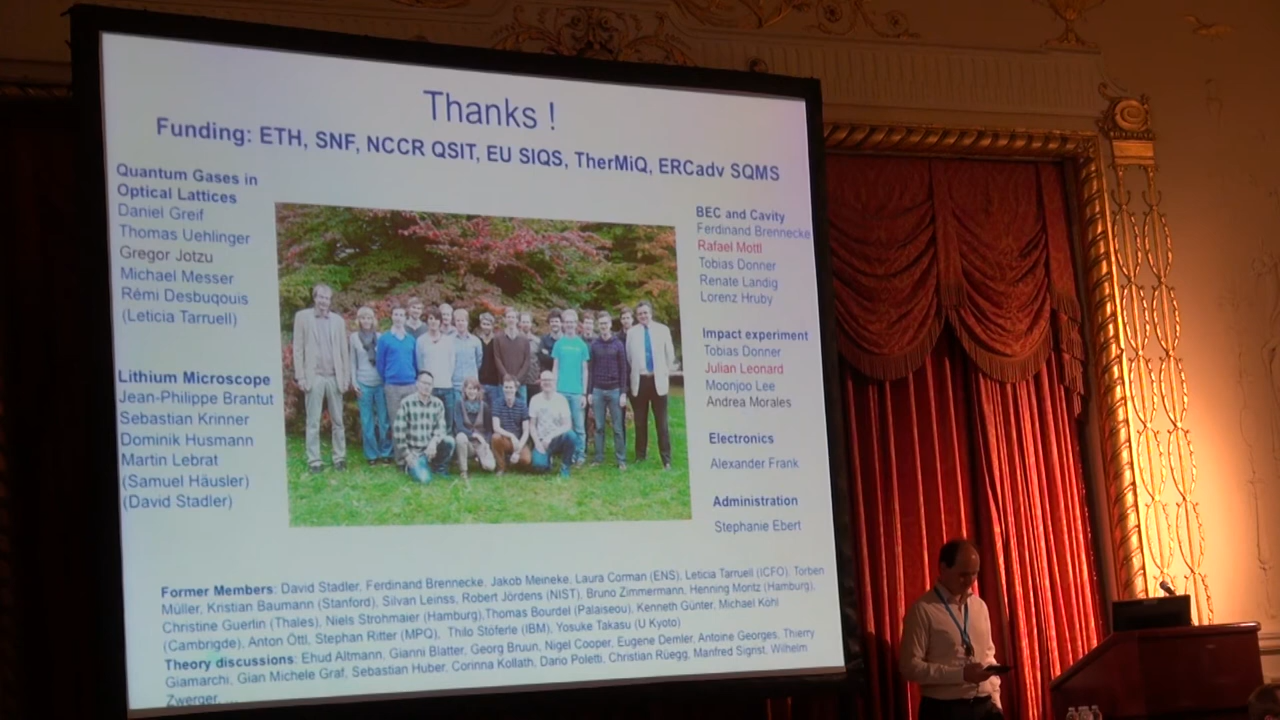 Thanks !
Funding: ETH, SNF, NCCR QSIT, EU SIQS, TherMiQ, ERCadv SQMS
Quantum Gases in
Optical Lattices
Daniel Greif
Thomas Uehlinger
Gregor Jotzu
Michael Messer
Rémi Desbuquois
(Leticia Tarruell)
Lithium Microscope
Jean-Philippe Brantut
Sebastian Krinner
Dominik Husmann
Martin Lebrat
(Samuel Häusler)
(David Stadler)
BEC and Cavity
Ferdinand Brennecke
Rafael Mottl
Tobias Donner
Renate Landig
Lorenz Hruby
Impact experiment
Tobias Donner
Julian Leonard
Moonjoo Lee
Andrea Morales
Electronics
Alexander Frank
Administration
Stephanie Ebert
Former Members: David Stadler, Ferdinand Brennecke, Jakob Meineke, Laura Corman (ENS), Leticia Tarruell (ICFO), Torben
Müller, Kristian Baumann (Stanford), Silvan Leinss, Robert Jördens (NIST), Bruno Zimmermann, Henning Moritz (Hamburg),
Christine Guerlin (Thales), Niels Strohmaier (Hamburg),Thomas Bourdel (Palaiseou), Kenneth Günter, Michael Köhl
(Cambrigde), Anton Öttl, Stephan Ritter (MPQ), Thilo Stöferle (IBM), Yosuke Takasu (U Kyoto)
Theory discussions: Ehud Altmann, Gianni Blatter, Georg Bruun, Nigel Cooper, Eugene Demler, Antoine Georges, Thierry
Giamarchi, Gian Michele Graf, Sebastian Huber, Corinna Kollath, Dario Poletti, Christian Rüegg, Manfred Sigrist, Wilhelm
Zwerger, ...